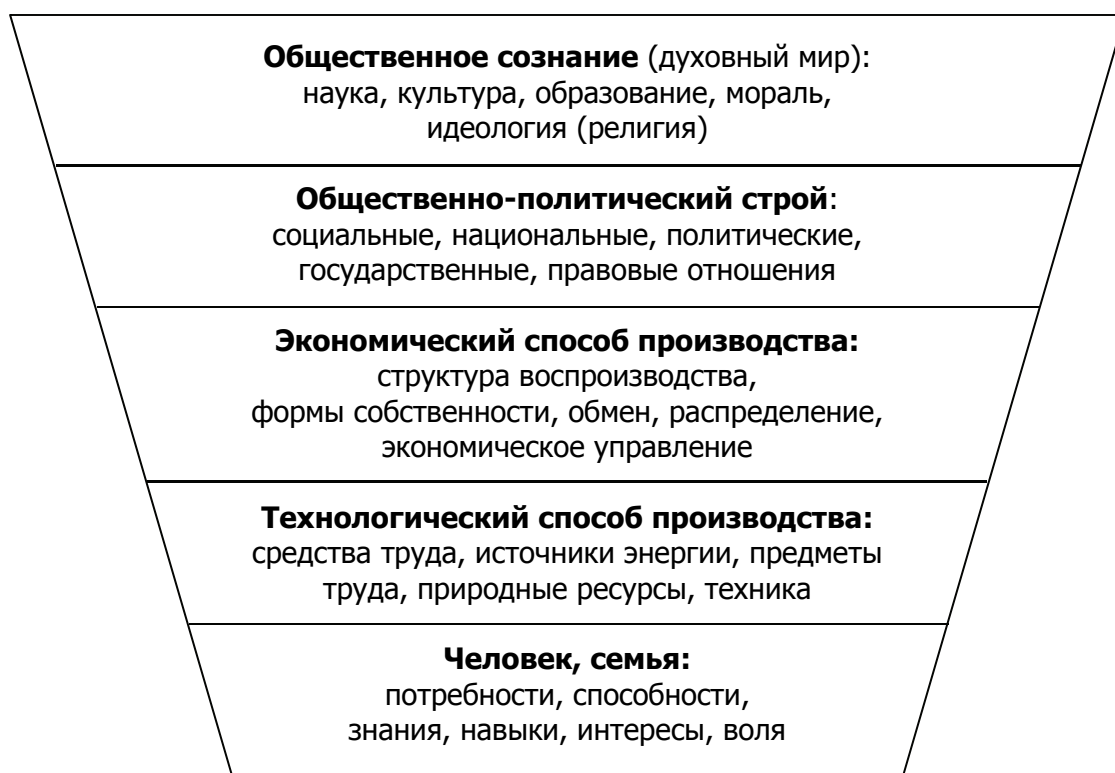 Общественное сознание (духовный мир):
наука, культура, образование, мораль,
идеология (религия)
Общественно-политический строй:
социальные, национальные, политические,
государственные, правовые отношения
Экономический способ производства:
структура воспроизводства,
формы собственности, обмен, распределение,
экономическое управление
Технологический способ производства:
средства труда, источники энергии, предметы
труда, природные ресурсы, техника
Человек, семья:
потребности, способности,
знания, навыки, интересы, воля